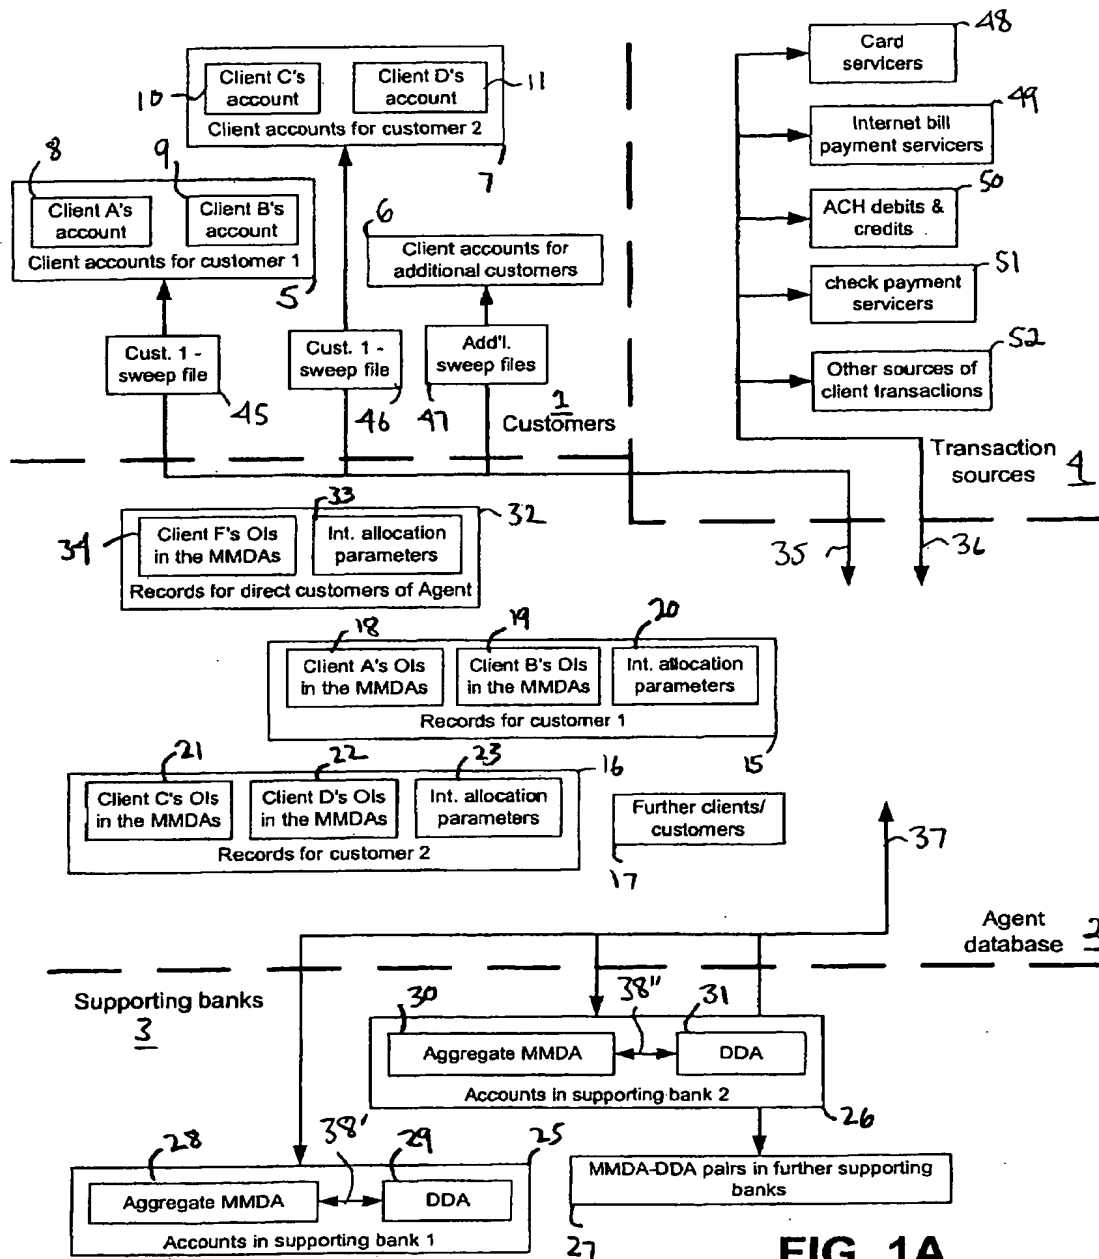 48
Card
servicers
49
Internet bill
payment servicers
50
ACH debits &
credits
51
check payment
servicers
52
Other sources of
client transactions
Transaction
sources 4
10
Client C's
account
Client D's
account
11
Client accounts for customer 2
7
8
9
Client A's
account
Client B's
account
Client accounts for customer 1
5
6
Client accounts for
additional customers
Cust. 1 -
sweep file
45
Cust. 1 -
sweep file
46
Add'l.
sweep files
47
1
Customers
35
36
33
32
34
Client F's OIs
in the MMDAs
Int. allocation
parameters
Records for direct customers of Agent
18
19
20
Client A's OIs
in the MMDAs
Client B's OIs
in the MMDAs
Int. allocation
parameters
Records for customer 1
15
21
22
23
16
Client C's OIs
in the MMDAs
Client D's OIs
in the MMDAs
Int. allocation
parameters
Records for customer 2
Further clients/
customers
17
37
Agent
database 2
Supporting banks
3
30
38"
31
Aggregate MMDA
DDA
Accounts in supporting bank 2
26
28
38'
29
25
Aggregate MMDA
DDA
Accounts in supporting bank 1
MMDA-DDA pairs in further supporting
banks
27
FIG. 1A